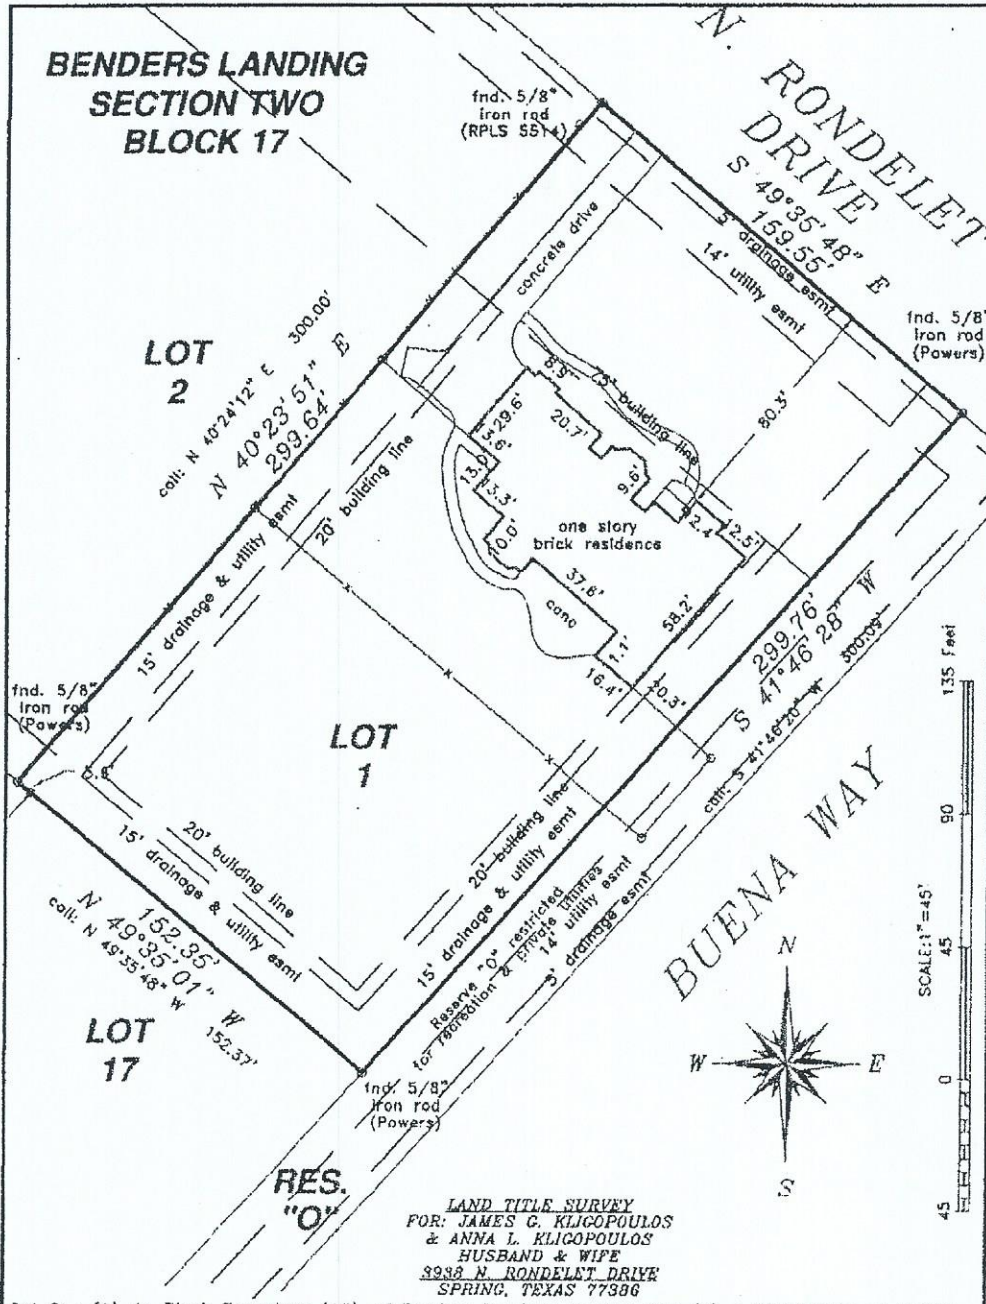 BENDERS LANDING
SECTION TWO
BLOCK 17
fnd. 5/8"
iron rod
(RPLS 5514)
N. RONDELET
DRIVE
S 49°35'48" E
159.55'
5' drainage esmt
14' utility esmt
fnd. 5/8"
iron rod
(Powers)
concrete drive
LOT
2
call: N 40°24'12" E 300.00'
N 40°23'51" E
299.64'
15' drainage & utility esmt
20' building line
8.9'
20.7'
building line
80.3'
29.6'
13.0'
13.3'
10.0'
9.6'
2.4'
12.5'
one story
brick residence
37.6'
conc
58.2'
1.1'
16.4'
20.3'
299.76'
S 41°46'28" W
300.09'
call: S 41°46'20" W
BUENA WAY
fnd. 5/8"
iron rod
(Powers)
LOT
1
20' building line
15' drainage & utility esmt
152.35'
N 49°35'01" W
call: N 49°35'48" W 152.37'
20' building line
15' drainage & utility esmt
Reserve "O" restricted
for recreation & private utilities
14' utility esmt
5' drainage esmt
LOT
17
fnd. 5/8"
iron rod
(Powers)
RES.
"O"
N
W
E
S
SCALE: 1"=45'
45 0 45 90 135 Feet
LAND TITLE SURVEY
FOR: JAMES G. KLIGOPOULOS
& ANNA L. KLIGOPOULOS
HUSBAND & WIFE
3938 N. RONDELET DRIVE
SPRING, TEXAS 77386